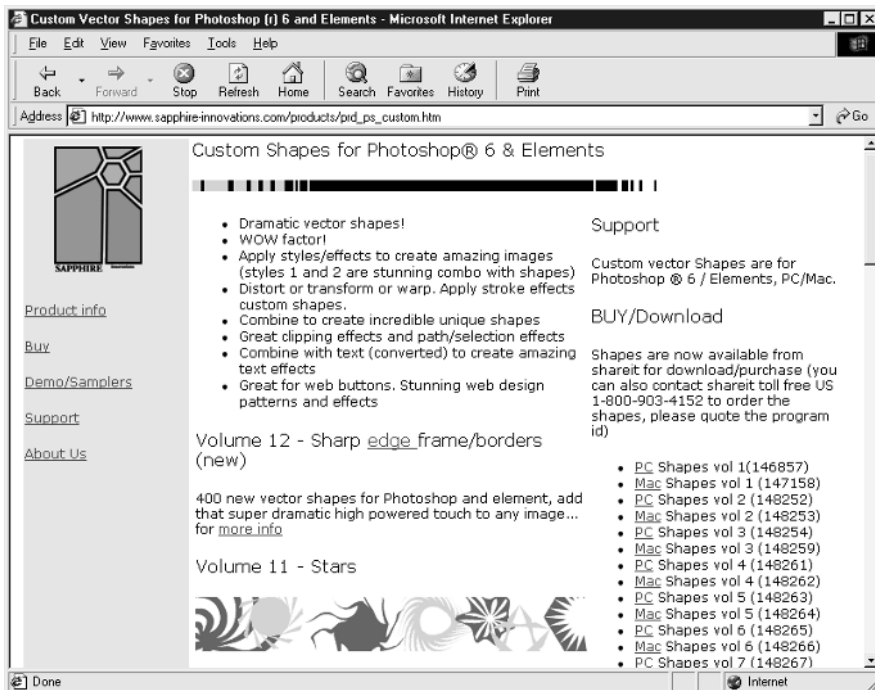 Custom Vector Shapes for Photoshop (r) 6 and Elements - Microsoft Internet Explorer
File Edit View Favorites Tools Help
Back Forward Stop Refresh Home Search Favorites History Print
Address http://www.sapphire-innovations.com/products/prd_ps_custom.htm Go
SAPPHIRE
Product info
Buy
Demo/Samplers
Support
About Us
Custom Shapes for Photoshop® 6 & Elements
• Dramatic vector shapes!
• WOW factor!
• Apply styles/effects to create amazing images
(styles 1 and 2 are stunning combo with shapes)
• Distort or transform or warp. Apply stroke effects
custom shapes.
• Combine to create incredible unique shapes
• Great clipping effects and path/selection effects
• Combine with text (converted) to create amazing
text effects
• Great for web buttons. Stunning web design
patterns and effects
Volume 12 - Sharp edge frame/borders
(new)
400 new vector shapes for Photoshop and element, add
that super dramatic high powered touch to any image...
for more info
Volume 11 - Stars
Support
Custom vector Shapes are for
Photoshop ® 6 / Elements, PC/Mac.
BUY/Download
Shapes are now available from
shareit for download/purchase (you
can also contact shareit toll free US
1-800-903-4152 to order the
shapes, please quote the program
id)
• PC Shapes vol 1(146857)
• Mac Shapes vol 1 (147158)
• PC Shapes vol 2 (148252)
• Mac Shapes vol 2 (148253)
• PC Shapes vol 3 (148254)
• Mac Shapes vol 3 (148259)
• PC Shapes vol 4 (148261)
• Mac Shapes vol 4 (148262)
• PC Shapes vol 5 (148263)
• Mac Shapes vol 5 (148264)
• PC Shapes vol 6 (148265)
• Mac Shapes vol 6 (148266)
• PC Shapes vol 7 (148267)
Done Internet